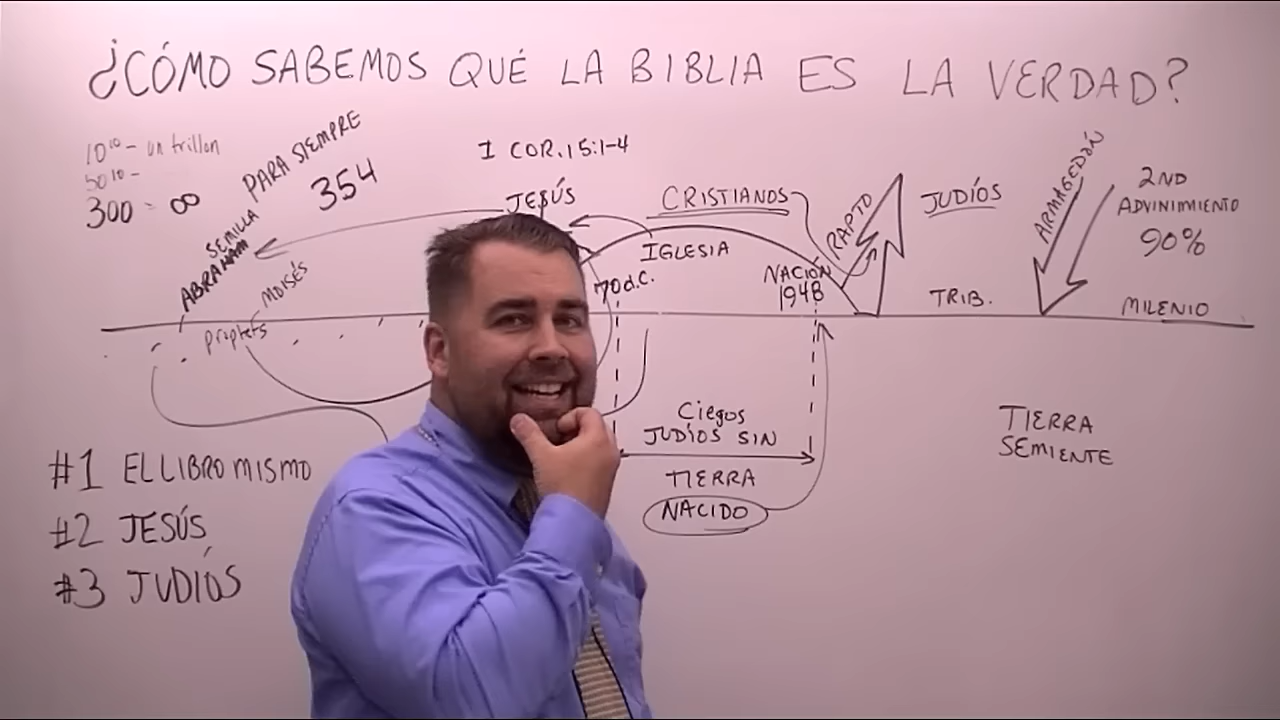 ¿CÓMO SABEMOS QUÉ LA BIBLIA ES LA VERDAD?
10¹⁰ - un trillon
50¹⁰ -
300 = ∞
PARA SIEMPRE
354
I COR. 15:1-4
JESÚS
CRISTIANOS
IGLESIA
RAPTO
JUDÍOS
ARMAGEDÓN
2ND
ADVINIMIENTO
90%
SEMILLA
ABRAHAM
MOISÉS
prophets
70 d.C.
NACIÓN
1948
TRIB.
MILENIO
Ciegos
JUDÍOS SIN
TIERRA
NACIDO
TIERRA
SEMIENTE
#1 EL LIBRO MISMO
#2 JESÚS
#3 JUDÍOS